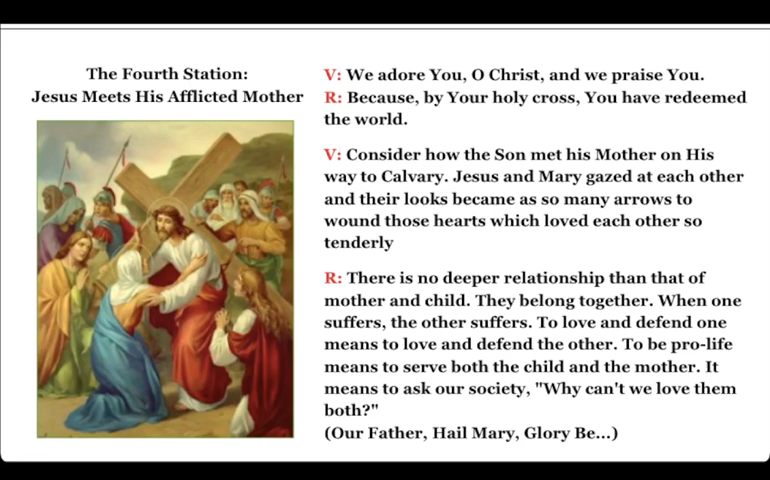 The Fourth Station:
Jesus Meets His Afflicted Mother
V: We adore You, O Christ, and we praise You.
R: Because, by Your holy cross, You have redeemed
the world.
V: Consider how the Son met his Mother on His
way to Calvary. Jesus and Mary gazed at each other
and their looks became as so many arrows to
wound those hearts which loved each other so
tenderly
R: There is no deeper relationship than that of
mother and child. They belong together. When one
suffers, the other suffers. To love and defend one
means to love and defend the other. To be pro-life
means to serve both the child and the mother. It
means to ask our society, "Why can't we love them
both?"
(Our Father, Hail Mary, Glory Be...)